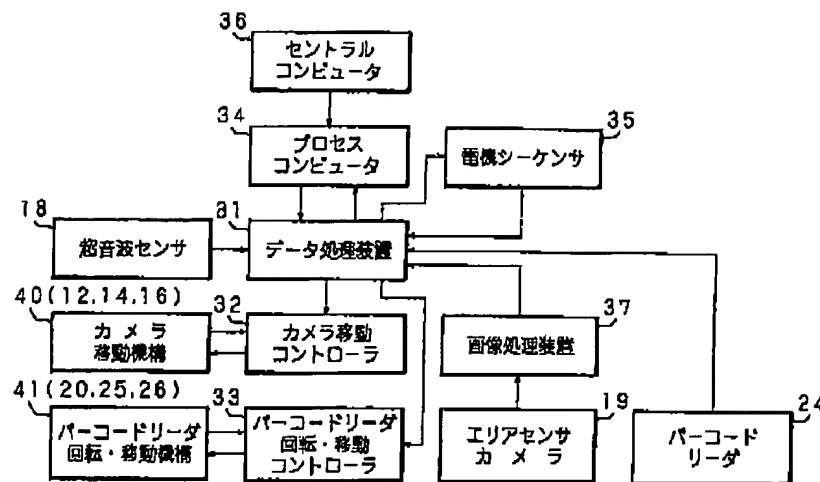 36
セントラル
コンピュータ
34
プロセス
コンピュータ
35
電機シーケンサ
18
超音波センサ
31
データ処理装置
40(12,14,16)
カメラ
移動機構
32
カメラ移動
コントローラ
37
画像処理装置
41(20,25,26)
バーコードリーダ
回転・移動機構
33
バーコードリーダ
回転・移動
コントローラ
19
エリアセンサ
カメラ
24
バーコード
リーダ